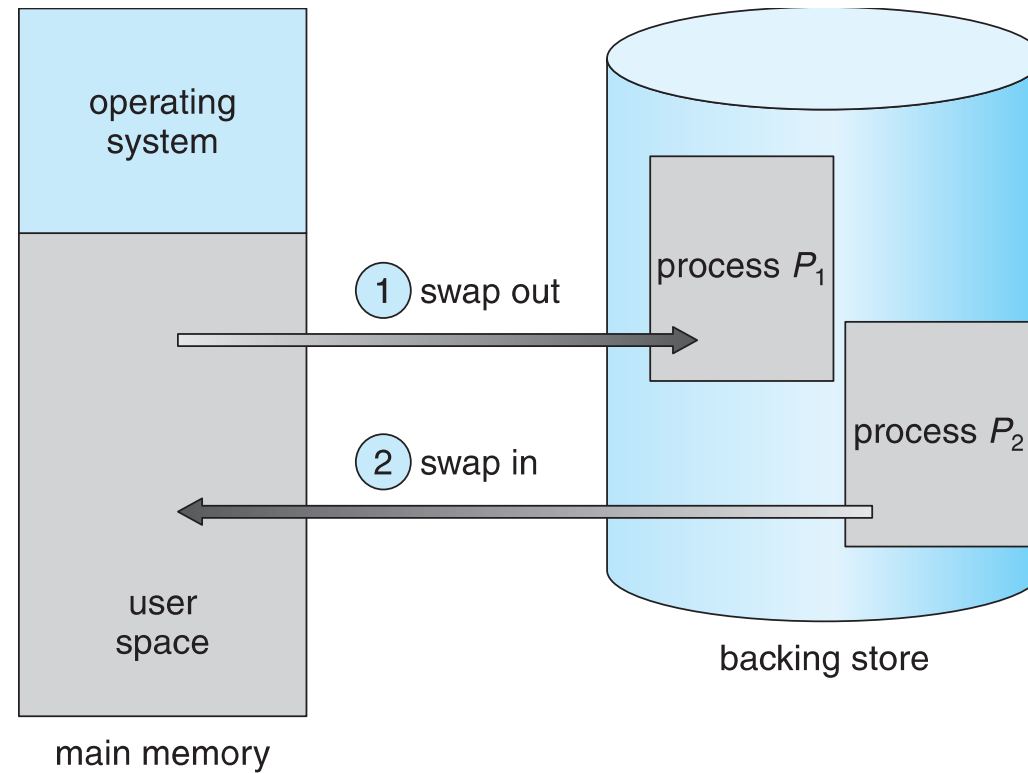 operating
system
process P1
1 swap out
process P2
2 swap in
user
space
backing store
main memory